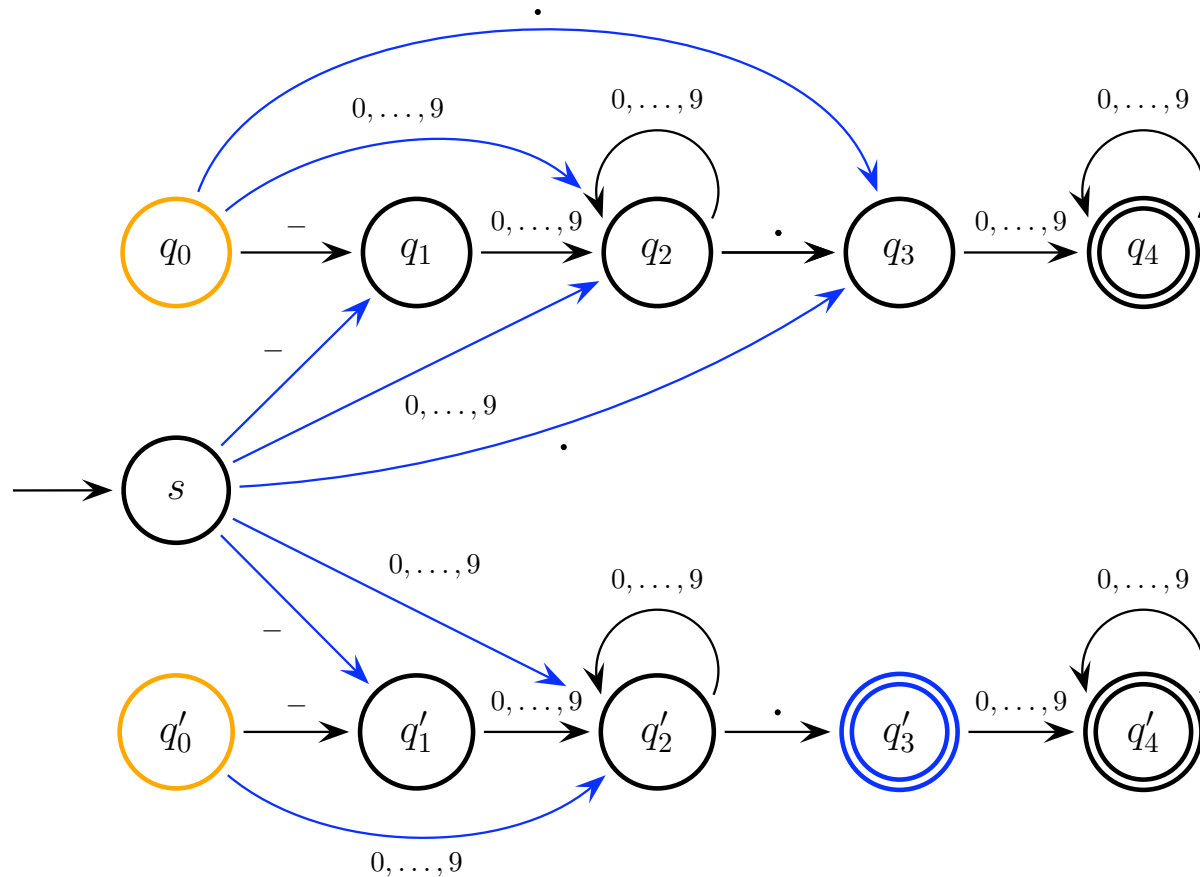 .
0, . . . , 9
0, . . . , 9
0, . . . , 9
q₀
−
q₁
0, . . . , 9
q₂
.
q₃
0, . . . , 9
q₄
−
0, . . . , 9
.
s
0, . . . , 9
0, . . . , 9
0, . . . , 9
−
q′₀
−
q′₁
0, . . . , 9
q′₂
.
q′₃
0, . . . , 9
q′₄
0, . . . , 9